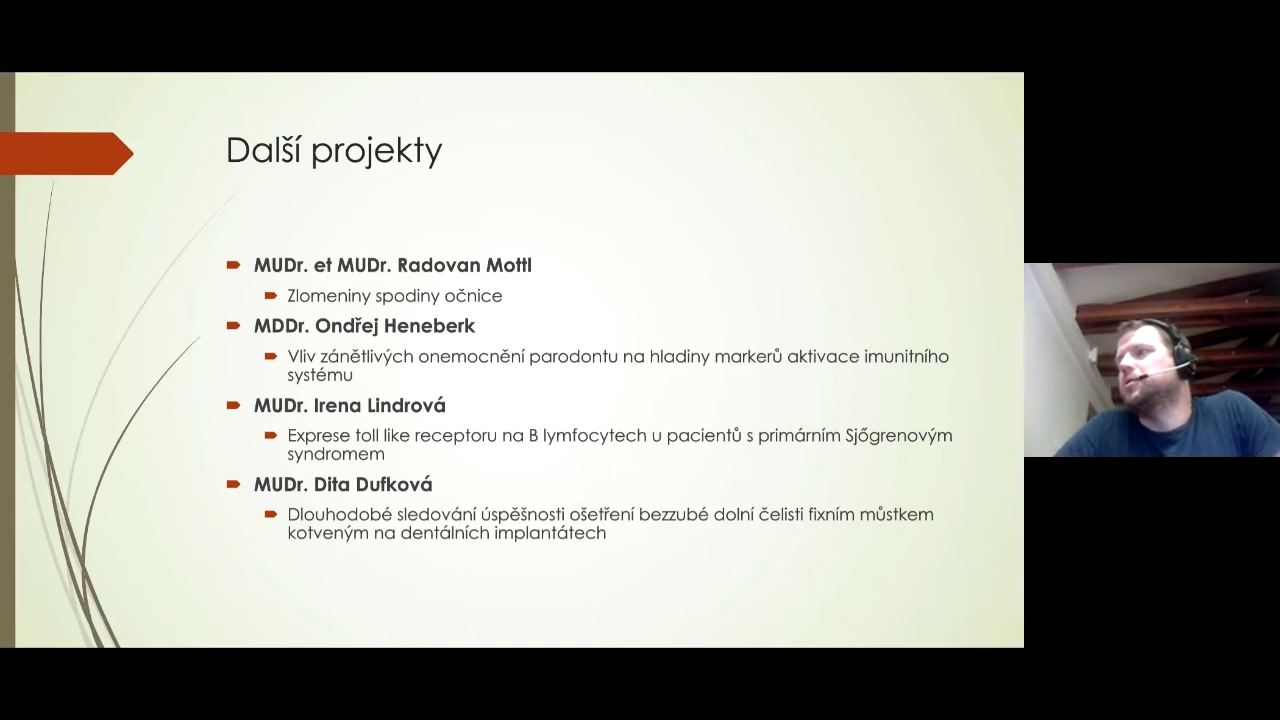 Další projekty
MUDr. et MUDr. Radovan Mottl
Zlomeniny spodiny očnice
MDDr. Ondřej Heneberk
Vliv zánětlivých onemocnění parodontu na hladiny markerů aktivace imunitního
systému
MUDr. Irena Lindrová
Exprese toll like receptoru na B lymfocytech u pacientů s primárním Sjőgrenovým
syndromem
MUDr. Dita Dufková
Dlouhodobé sledování úspěšnosti ošetření bezzubé dolní čelisti fixním můstkem
kotveným na dentálních implantátech